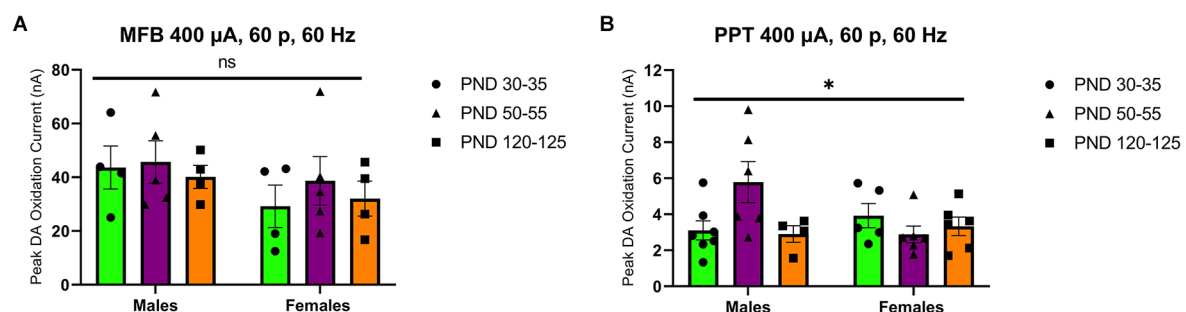 A
MFB 400 µA, 60 p, 60 Hz
ns
Peak DA Oxidation Current (nA)
80
60
40
20
0
Males
Females
PND 30-35
PND 50-55
PND 120-125
B
PPT 400 µA, 60 p, 60 Hz
*
Peak DA Oxidation Current (nA)
12
10
8
6
4
2
0
Males
Females
PND 30-35
PND 50-55
PND 120-125